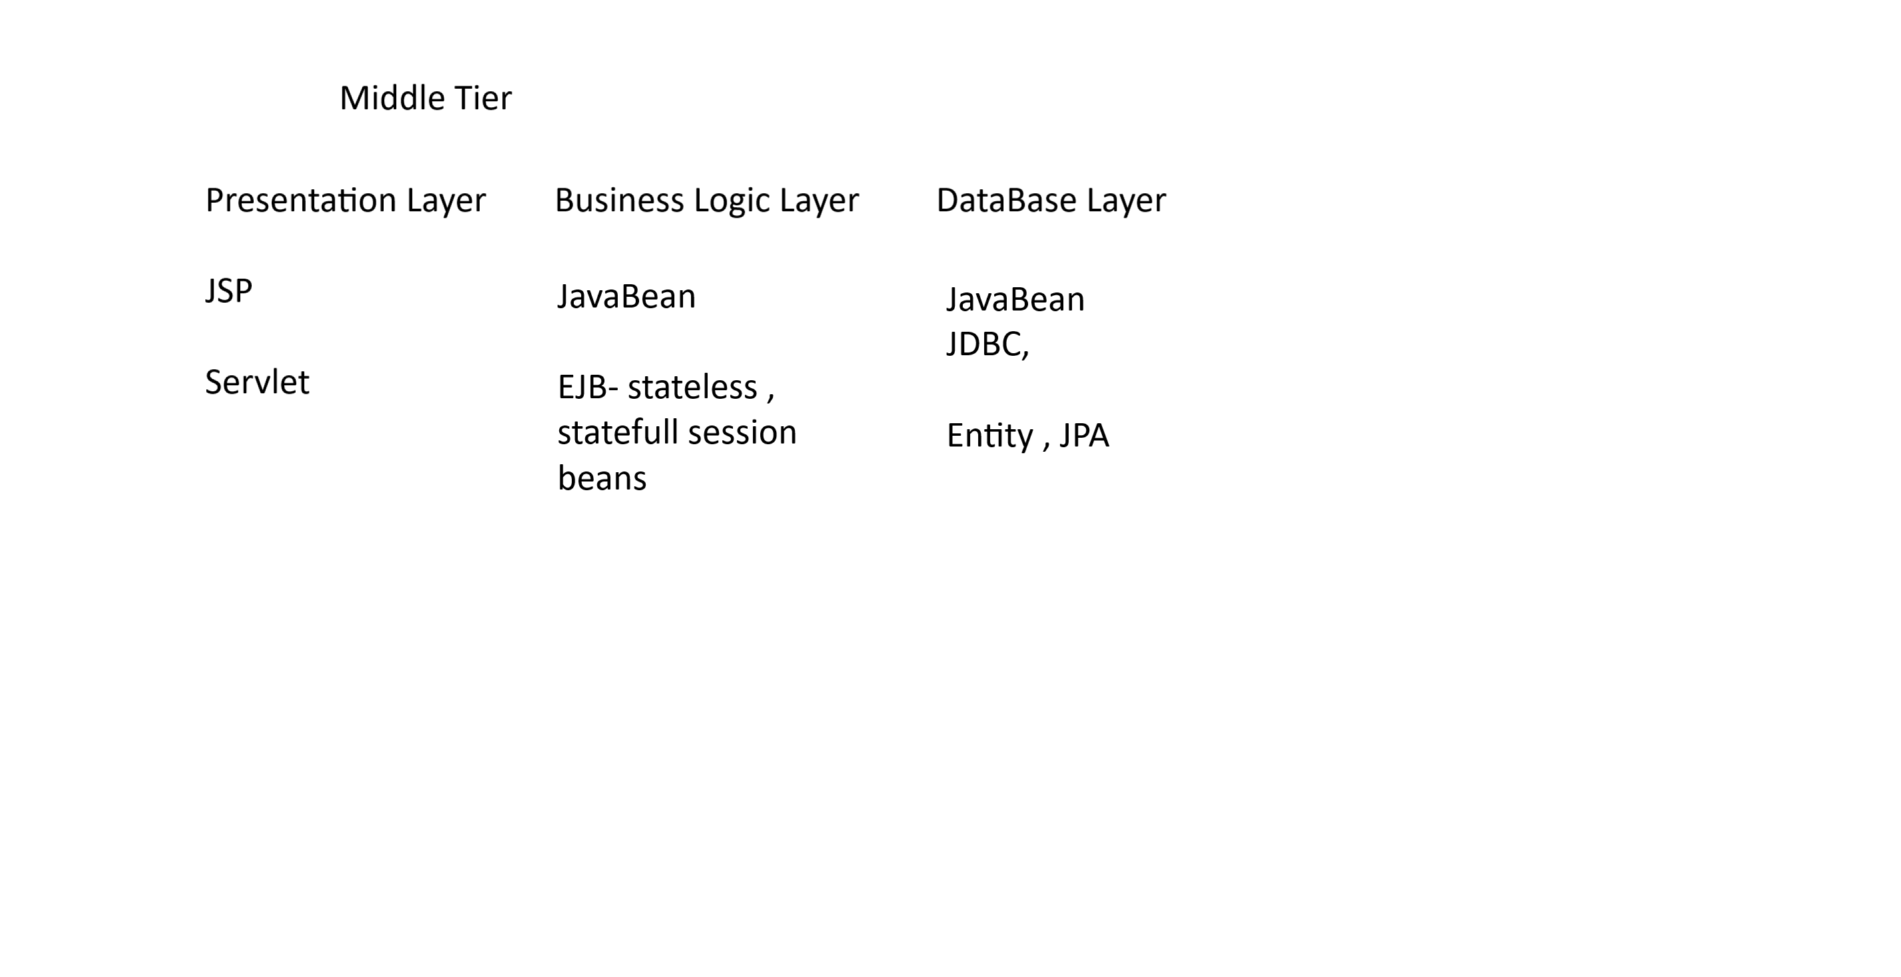 Middle Tier
Presentation Layer
Business Logic Layer
DataBase Layer
JSP
Servlet
JavaBean
EJB- stateless ,
statefull session
beans
JavaBean
JDBC,
Entity , JPA